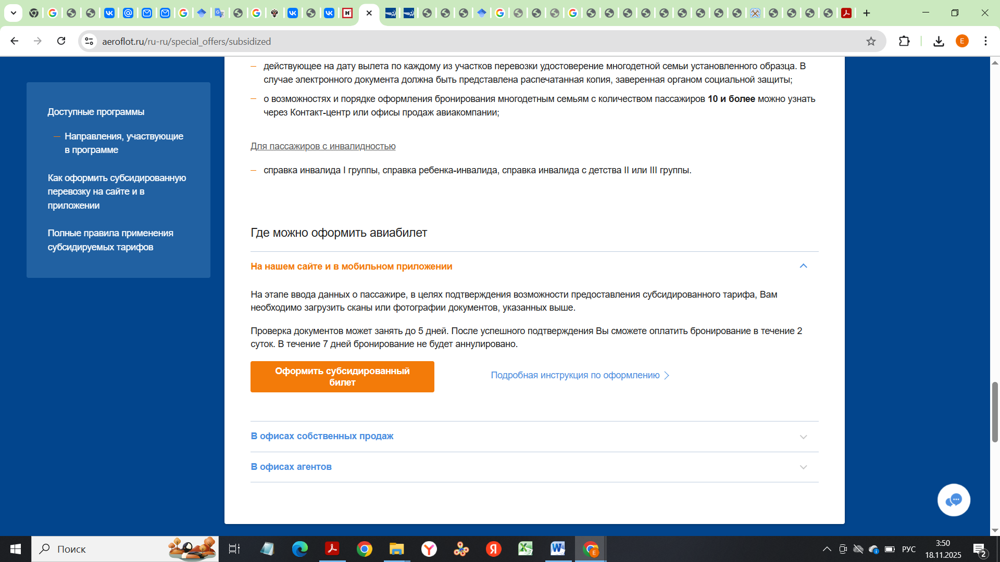 aeroflot.ru/ru-ru/special_offers/subsidized
E
Доступные программы
— Направления, участвующие
в программе
Как оформить субсидированную
перевозку на сайте и в
приложении
Полные правила применения
субсидируемых тарифов
— действующее на дату вылета по каждому из участков перевозки удостоверение многодетной семьи установленного образца. В
случае электронного документа должна быть представлена распечатанная копия, заверенная органом социальной защиты;
— о возможностях и порядке оформления бронирования многодетным семьям с количеством пассажиров 10 и более можно узнать
через Контакт-центр или офисы продаж авиакомпании;
Для пассажиров с инвалидностью
— справка инвалида I группы, справка ребенка-инвалида, справка инвалида с детства II или III группы.
Где можно оформить авиабилет
На нашем сайте и в мобильном приложении
На этапе ввода данных о пассажире, в целях подтверждения возможности предоставления субсидированного тарифа, Вам
необходимо загрузить сканы или фотографии документов, указанных выше.
Проверка документов может занять до 5 дней. После успешного подтверждения Вы сможете оплатить бронирование в течение 2
суток. В течение 7 дней бронирование не будет аннулировано.
Оформить субсидированный
билет
Подробная инструкция по оформлению
В офисах собственных продаж
В офисах агентов
Поиск
РУС
3:50
18.11.2025
2